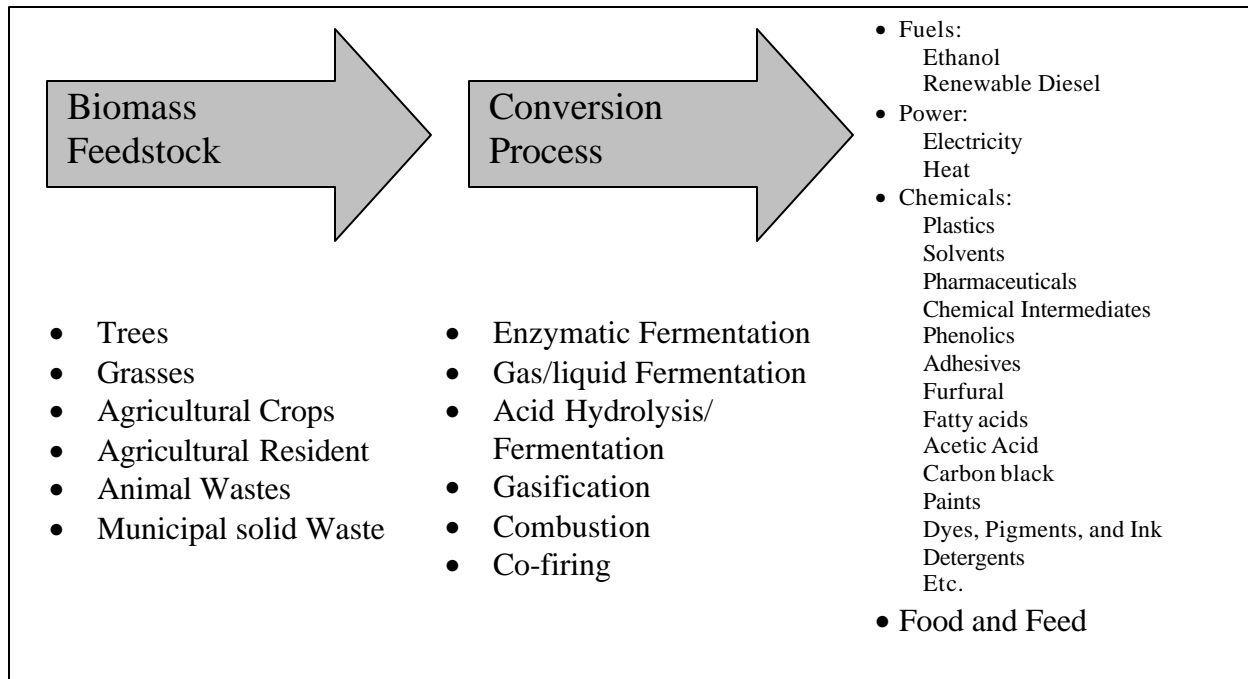 Biomass
Feedstock
• Trees
• Grasses
• Agricultural Crops
• Agricultural Resident
• Animal Wastes
• Municipal solid Waste
Conversion
Process
• Enzymatic Fermentation
• Gas/liquid Fermentation
• Acid Hydrolysis/
Fermentation
• Gasification
• Combustion
• Co-firing
• Fuels:
Ethanol
Renewable Diesel
• Power:
Electricity
Heat
• Chemicals:
Plastics
Solvents
Pharmaceuticals
Chemical Intermediates
Phenolics
Adhesives
Furfural
Fatty acids
Acetic Acid
Carbon black
Paints
Dyes, Pigments, and Ink
Detergents
Etc.
• Food and Feed